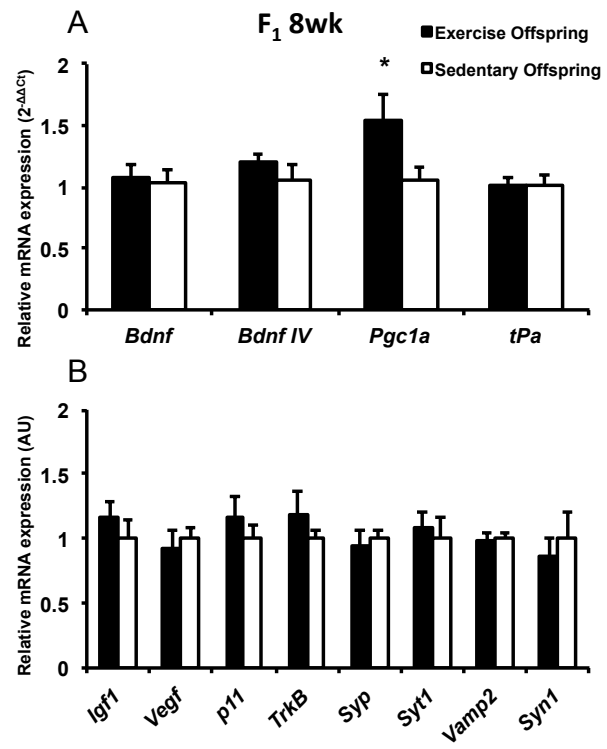 A
F₁ 8wk
Exercise Offspring
Sedentary Offspring
Relative mRNA expression (2⁻ΔΔCt)
2
1.5
1
0.5
0
*
Bdnf Bdnf IV Pgc1a tPa
B
Relative mRNA expression (AU)
2
1.5
1
0.5
0
Igf1 Vegf p11 TrkB Syp Syt1 Vamp2 Syn1